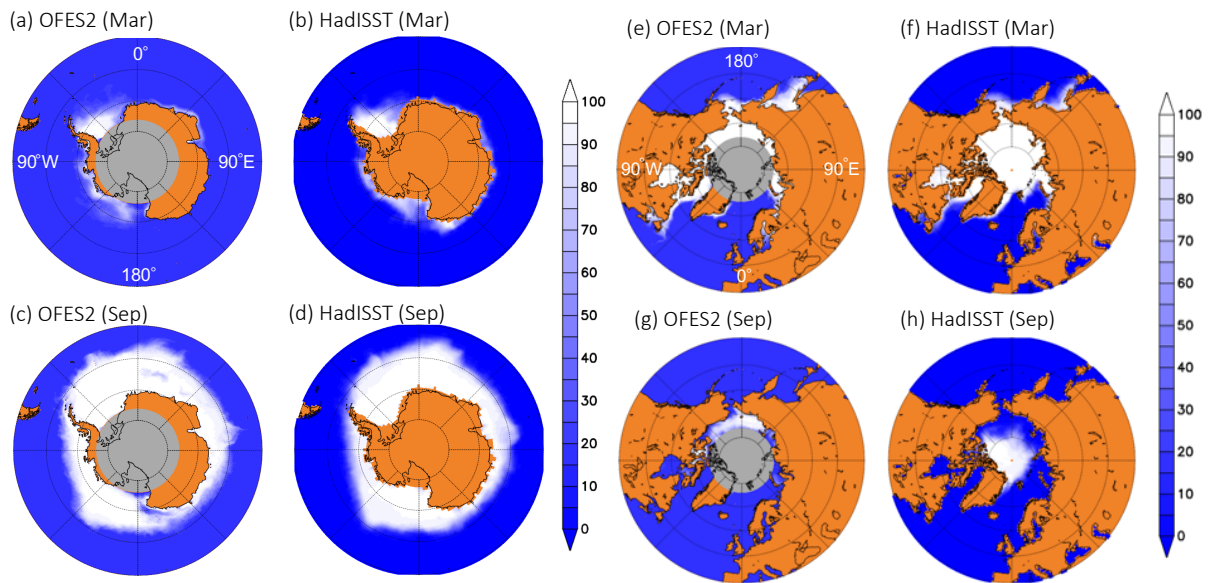 (a) OFES2 (Mar)
0°
90°W
90°E
180°
(b) HadISST (Mar)
(c) OFES2 (Sep)
(d) HadISST (Sep)
100
90
80
70
60
50
40
30
20
10
0
(e) OFES2 (Mar)
180°
90°W
90°E
0°
(f) HadISST (Mar)
(g) OFES2 (Sep)
(h) HadISST (Sep)
100
90
80
70
60
50
40
30
20
10
0